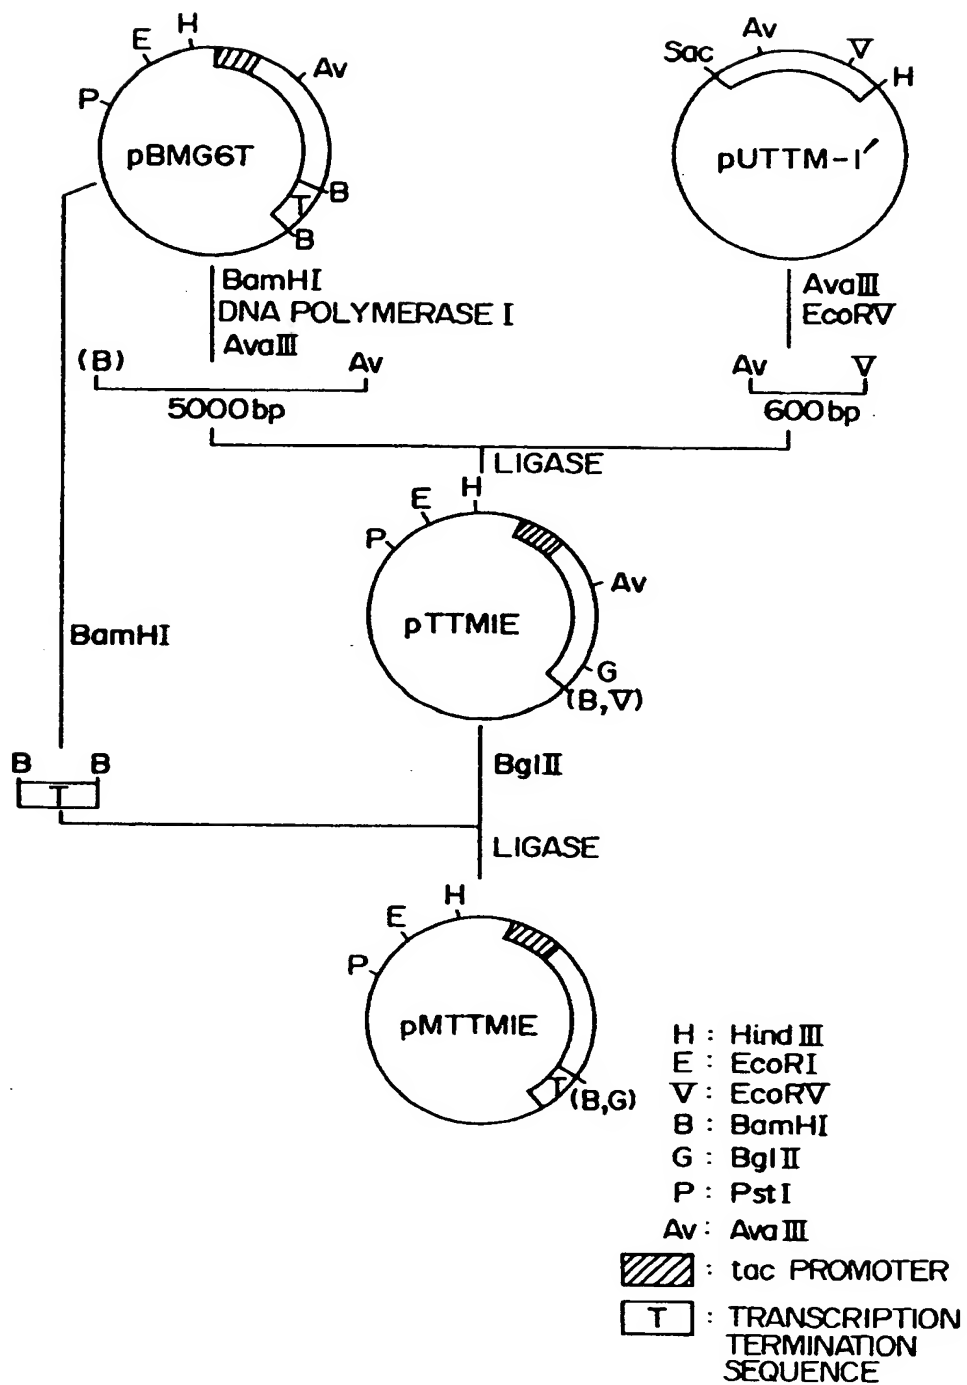 H
E
P
Av
pBMG6T
B
T
B
Sac
Av
V
H
pUTTM-I′
BamHI
DNA POLYMERASE I
AvaIII
AvaIII
EcoRV
(B)
Av
5000bp
Av
V
600bp
LIGASE
H
E
P
Av
pTTMIE
G
(B,V)
BamHI
BglII
B B
T
LIGASE
H
E
P
pMTTMIE
T
(B,G)
H : HindIII
E : EcoRI
V : EcoRV
B : BamHI
G : BglII
P : PstI
Av : AvaIII
: tac PROMOTER
T : TRANSCRIPTION
TERMINATION
SEQUENCE